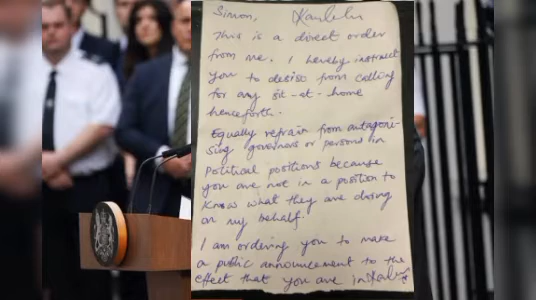 Simon,
This is a direct order
from me. I hereby instruct
you to desist from calling
for any sit-at-home
henceforth.
Equally refrain from antagoni-
sing governors or persons in
political positions because
you are not in a position to
know what they are doing
on my behalf.
I am ordering you to make
a public announcement to the
effect that you are in